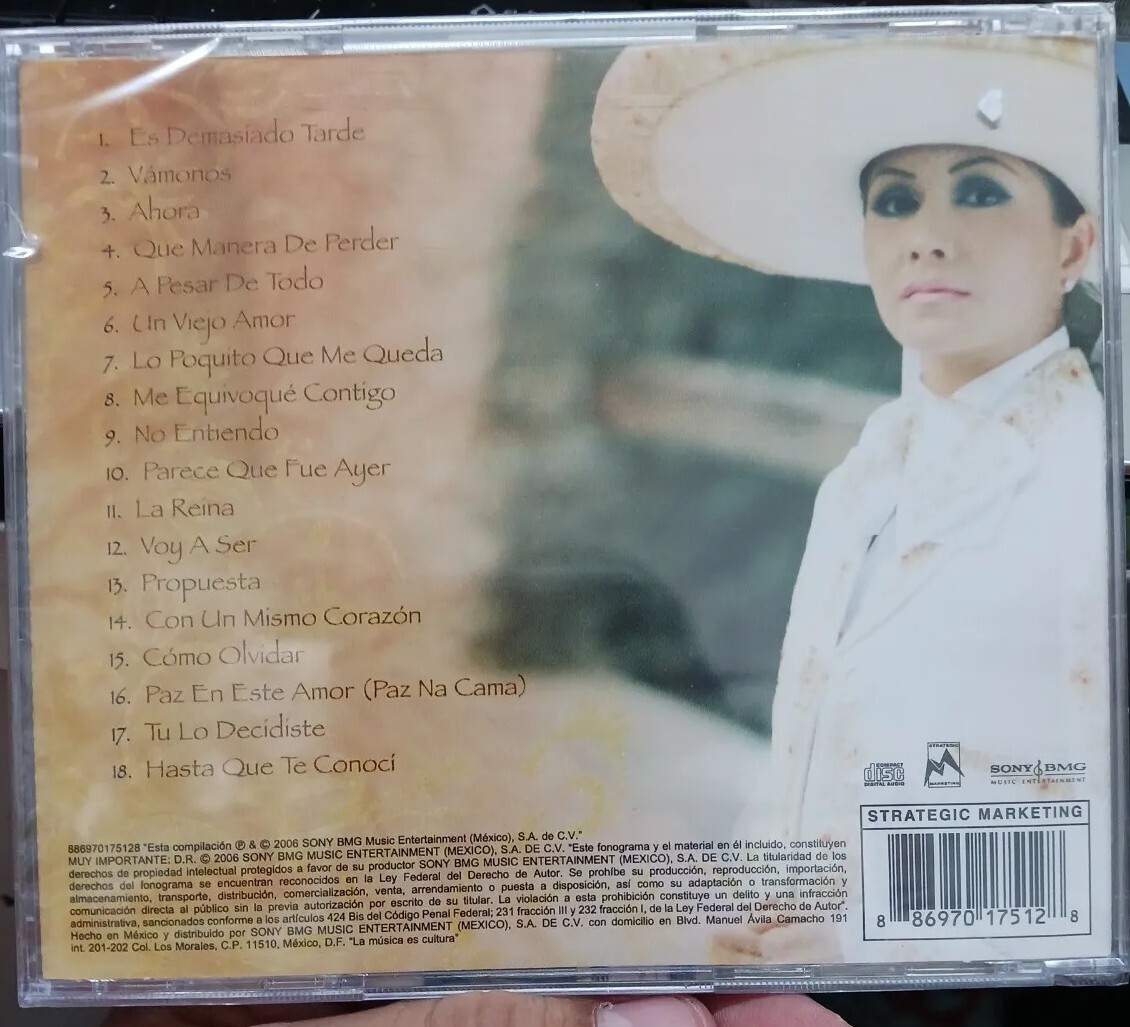 1. Es Demasiado Tarde
2. Vámonos
3. Ahora
4. Que Manera De Perder
5. A Pesar De Todo
6. Un Viejo Amor
7. Lo Poquito Que Me Queda
8. Me Equivoqué Contigo
9. No Entiendo
10. Parece Que Fue Ayer
11. La Reina
12. Voy A Ser
13. Propuesta
14. Con Un Mismo Corazón
15. Cómo Olvidar
16. Paz En Este Amor (Paz Na Cama)
17. Tu Lo Decidiste
18. Hasta Que Te Conocí
COMPACT
disc
DIGITAL AUDIO
STRATEGIC
MARKETING
SONY BMG
MUSIC ENTERTAINMENT
886970175128 "Esta compilación ℗ & © 2006 SONY BMG Music Entertainment (México), S.A. de C.V."
MUY IMPORTANTE: D.R. © 2006 SONY BMG MUSIC ENTERTAINMENT (MEXICO), S.A. DE C.V. "Este fonograma y el material en él incluido, constituyen
derechos de propiedad intelectual protegidos a favor de su productor SONY BMG MUSIC ENTERTAINMENT (MEXICO), S.A. DE C.V. La titularidad de los
derechos del fonograma se encuentran reconocidos en la Ley Federal del Derecho de Autor. Se prohíbe su producción, reproducción, importación,
almacenamiento, transporte, distribución, comercialización, venta, arrendamiento o puesta a disposición, así como su adaptación o transformación y
comunicación directa al público sin la previa autorización por escrito de su titular. La violación a esta prohibición constituye un delito y una infracción
administrativa, sancionados conforme a los artículos 424 Bis del Código Penal Federal; 231 fracción III y 232 fracción I, de la Ley Federal del Derecho de Autor".
Hecho en México y distribuido por SONY BMG MUSIC ENTERTAINMENT (MEXICO), S.A. DE C.V. con domicilio en Blvd. Manuel Ávila Camacho 191
int. 201-202 Col. Los Morales, C.P. 11510, México, D.F. "La música es cultura"
STRATEGIC MARKETING
8 86970 17512 8